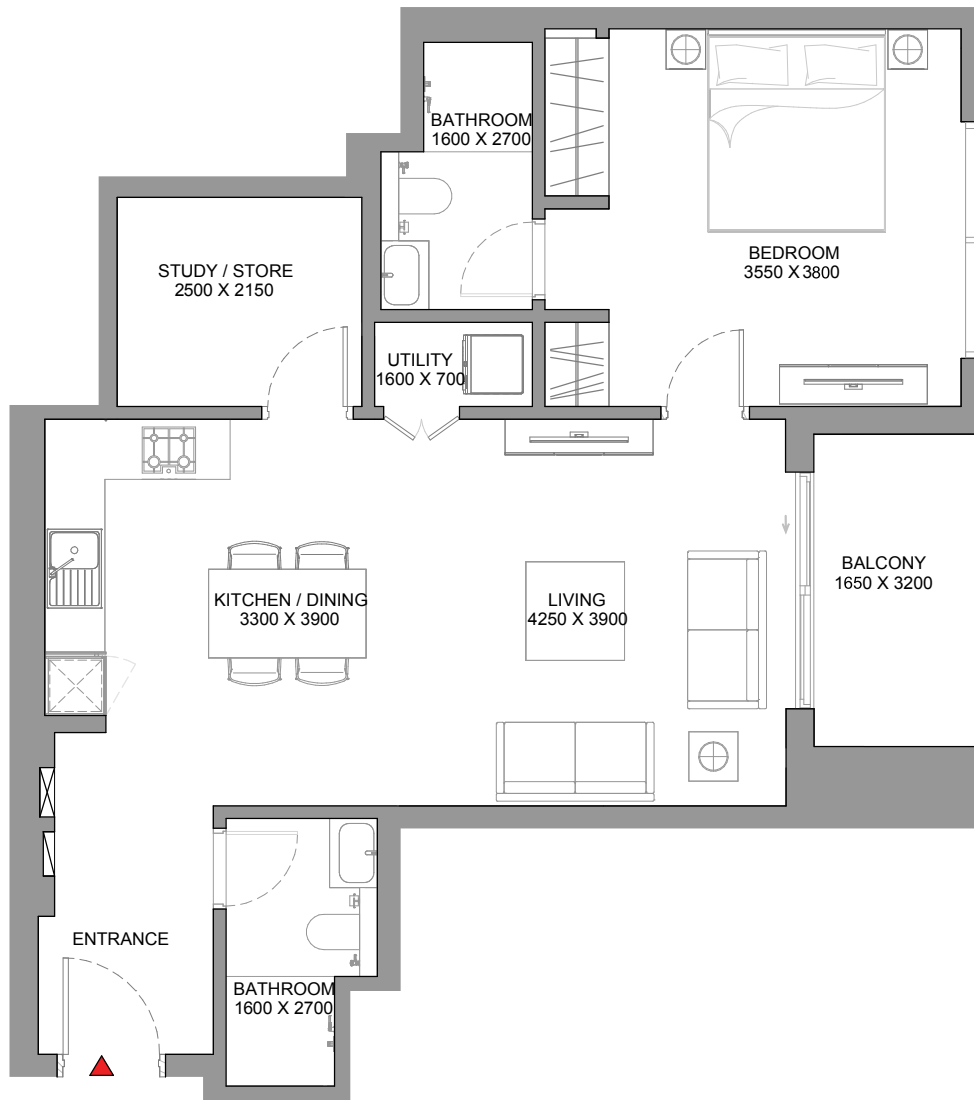 BATHROOM
1600 X 2700
STUDY / STORE
2500 X 2150
BEDROOM
3550 X 3800
UTILITY
1600 X 700
KITCHEN / DINING
3300 X 3900
LIVING
4250 X 3900
BALCONY
1650 X 3200
ENTRANCE
BATHROOM
1600 X 2700